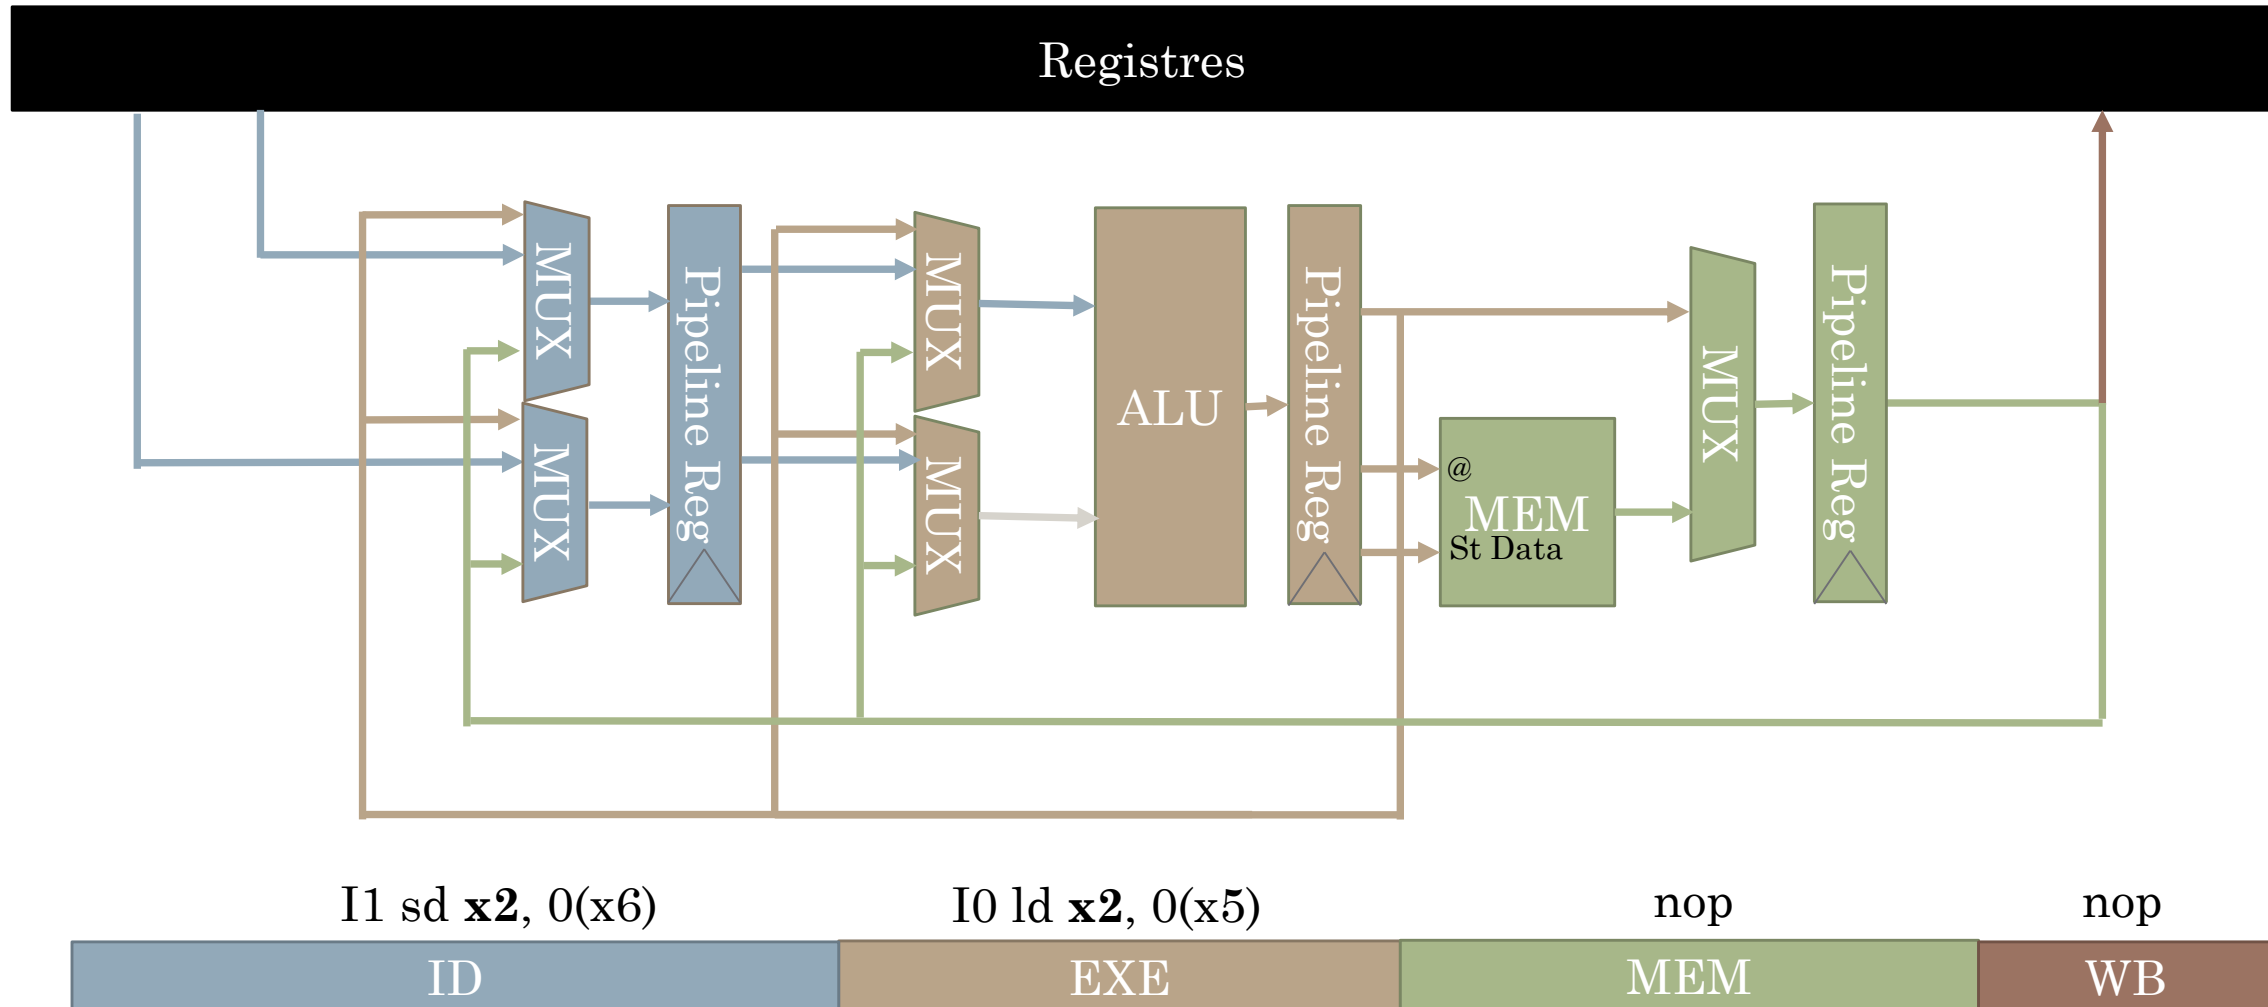 Registres
MUX
MUX
Pipeline Reg
MUX
MUX
ALU
Pipeline Reg
@
MEM
St Data
MUX
Pipeline Reg
I1 sd x2, 0(x6)
I0 ld x2, 0(x5)
nop
nop
ID
EXE
MEM
WB